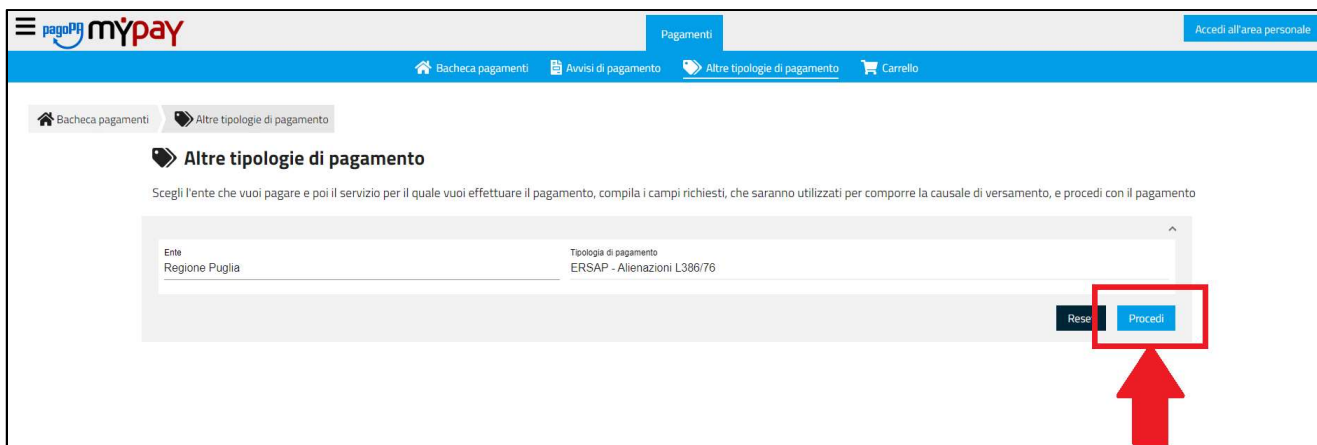 pagoPA mypay
Pagamenti
Accedi all'area personale
Bacheca pagamenti Avvisi di pagamento Altre tipologie di pagamento Carrello
Bacheca pagamenti Altre tipologie di pagamento
Altre tipologie di pagamento
Scegli l'ente che vuoi pagare e poi il servizio per il quale vuoi effettuare il pagamento, compila i campi richiesti, che saranno utilizzati per comporre la causale di versamento, e procedi con il pagamento
Ente Tipologia di pagamento
Regione Puglia ERSAP - Alienazioni L386/76
Rese Procedi